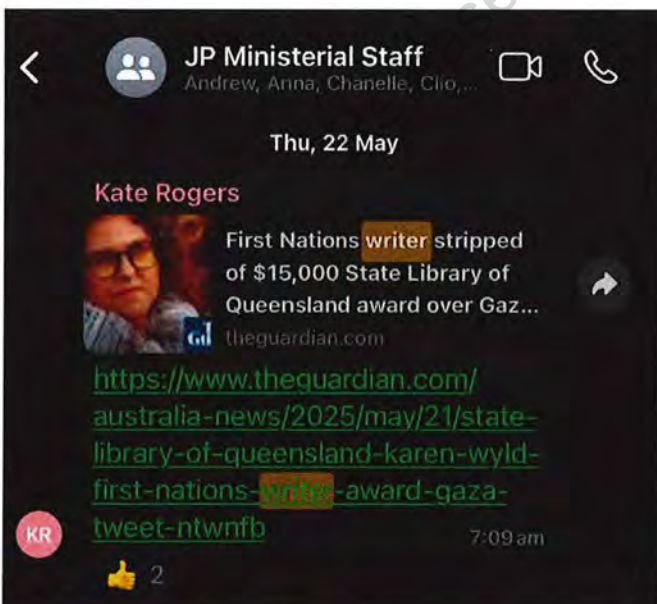 JP Ministerial Staff
Andrew, Anna, Chanelle, Clio,...
Thu, 22 May
Kate Rogers
First Nations writer stripped
of $15,000 State Library of
Queensland award over Gaz...
Gd theguardian.com
https://www.theguardian.com/
australia-news/2025/may/21/state-
library-of-queensland-karen-wyld-
first-nations-writer-award-gaza-
tweet-ntwnfb
KR
7:09 am
👍 2